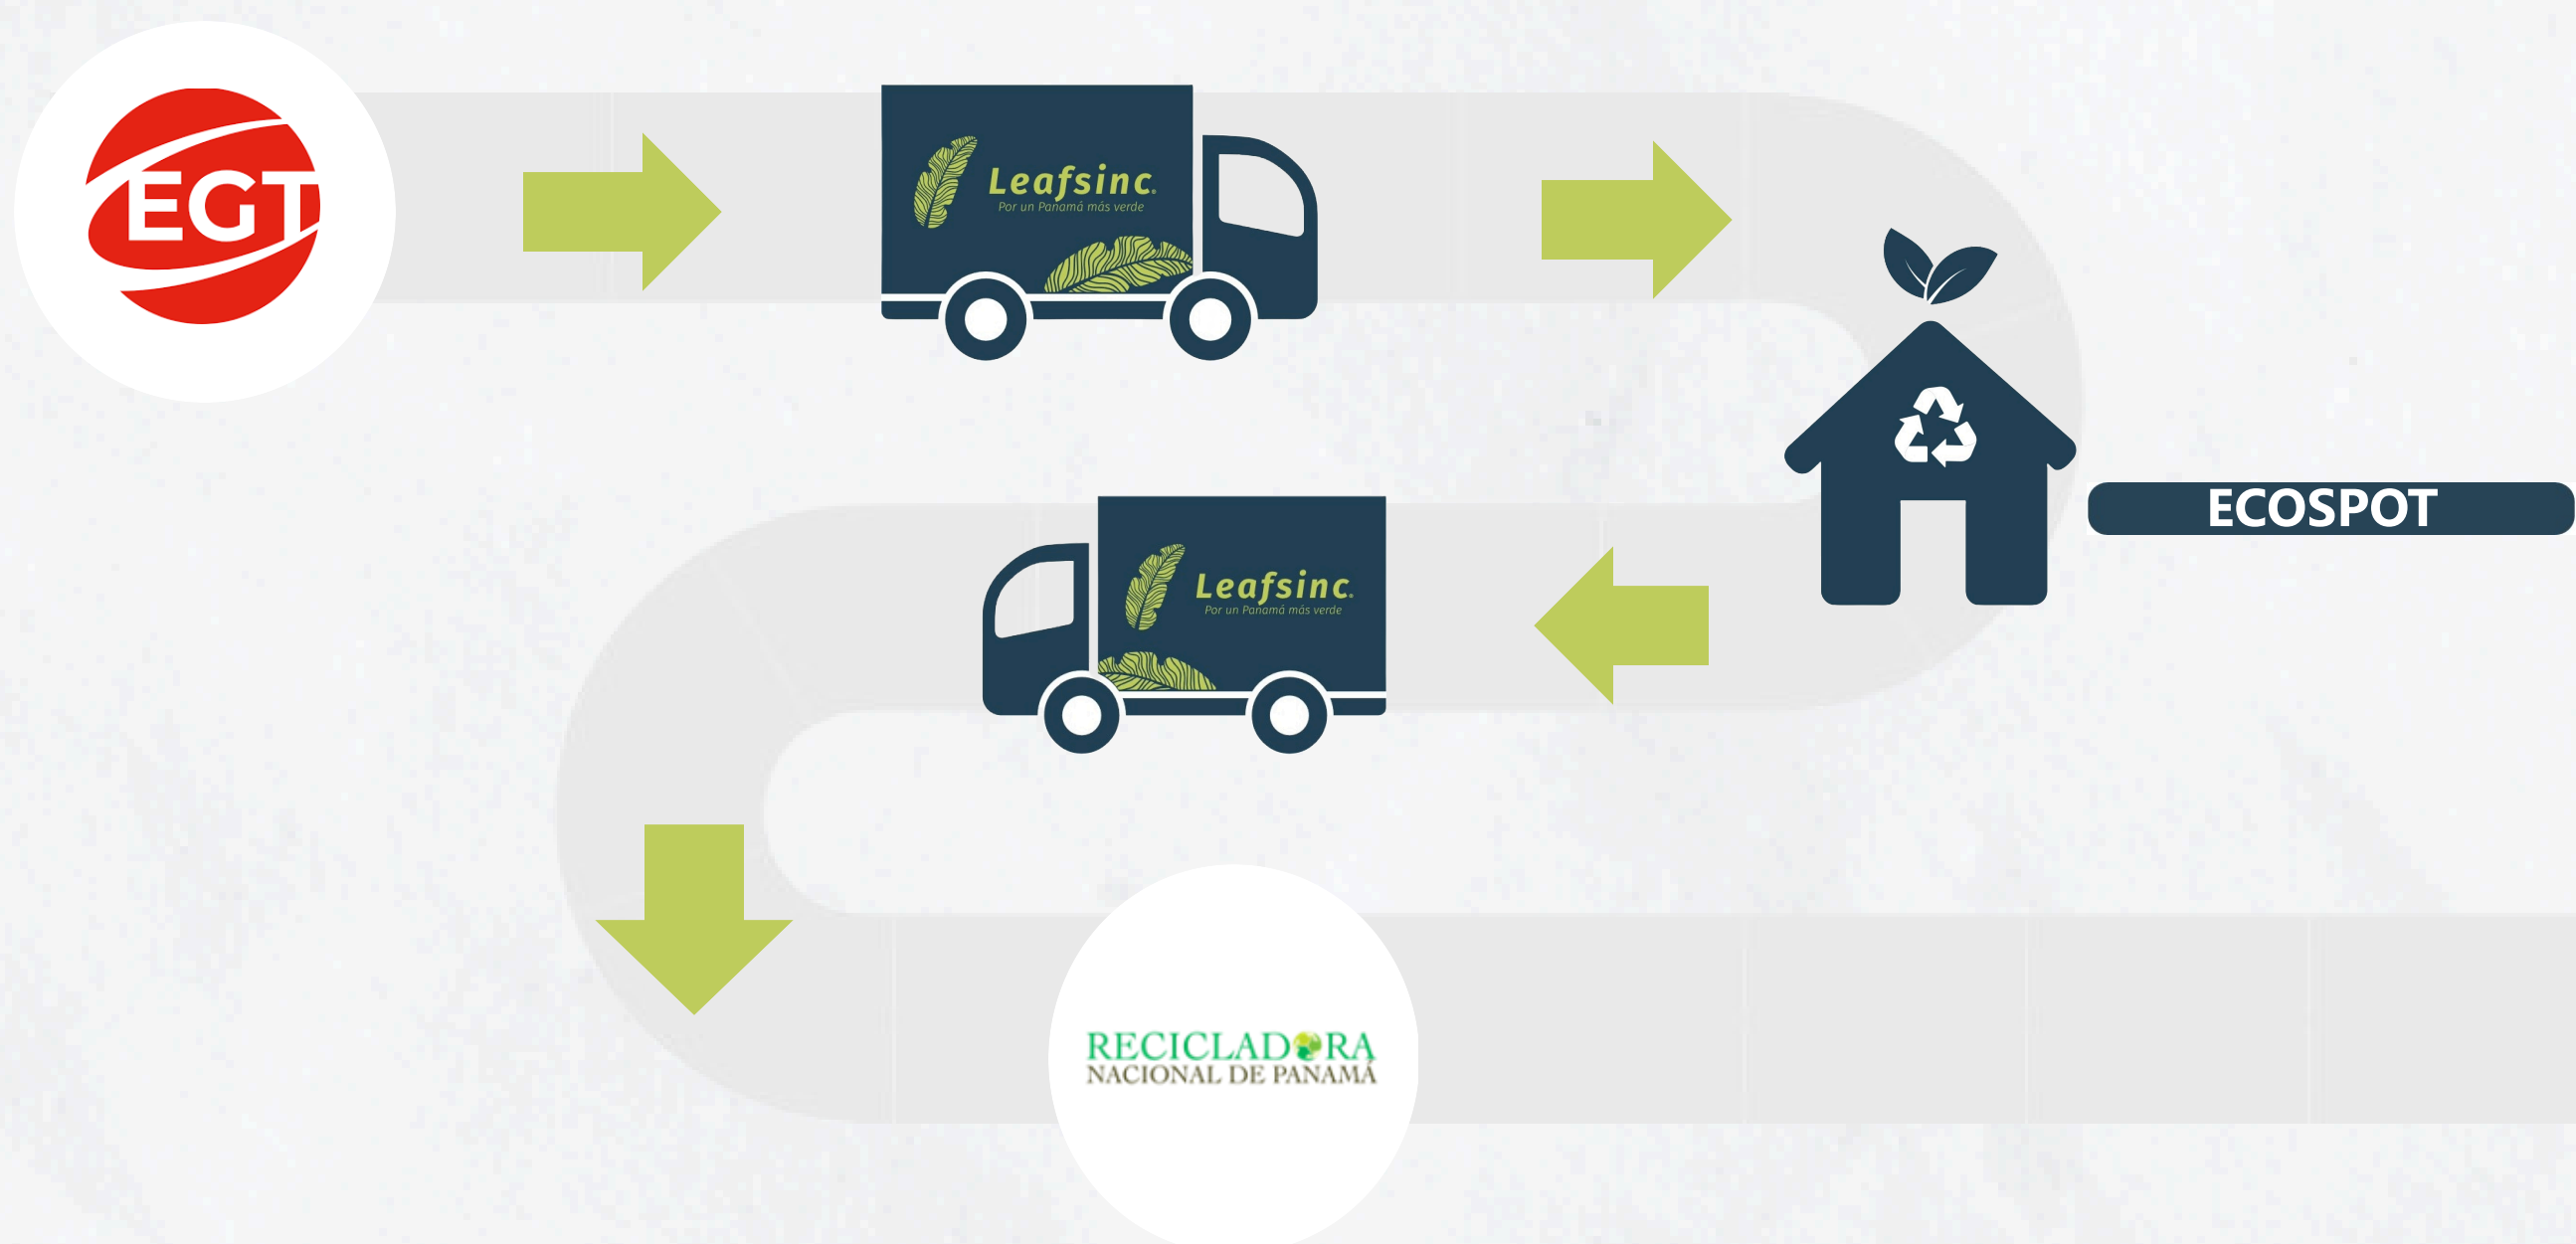 EGT
Leafsinc.
Por un Panamá más verde
ECOSPOT
Leafsinc.
Por un Panamá más verde
RECICLADORA
NACIONAL DE PANAMÁ